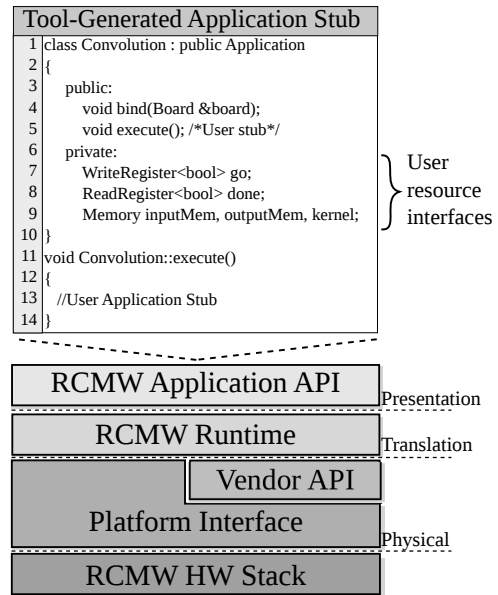 Tool-Generated Application Stub
1 class Convolution : public Application
2 {
3 public:
4 void bind(Board &board);
5 void execute(); /*User stub*/
6 private:
7 WriteRegister<bool> go;
8 ReadRegister<bool> done;
9 Memory inputMem, outputMem, kernel;
10 }
11 void Convolution::execute()
12 {
13 //User Application Stub
14 }
User
resource
interfaces
RCMW Application API
Presentation
RCMW Runtime
Translation
Vendor API
Platform Interface
Physical
RCMW HW Stack